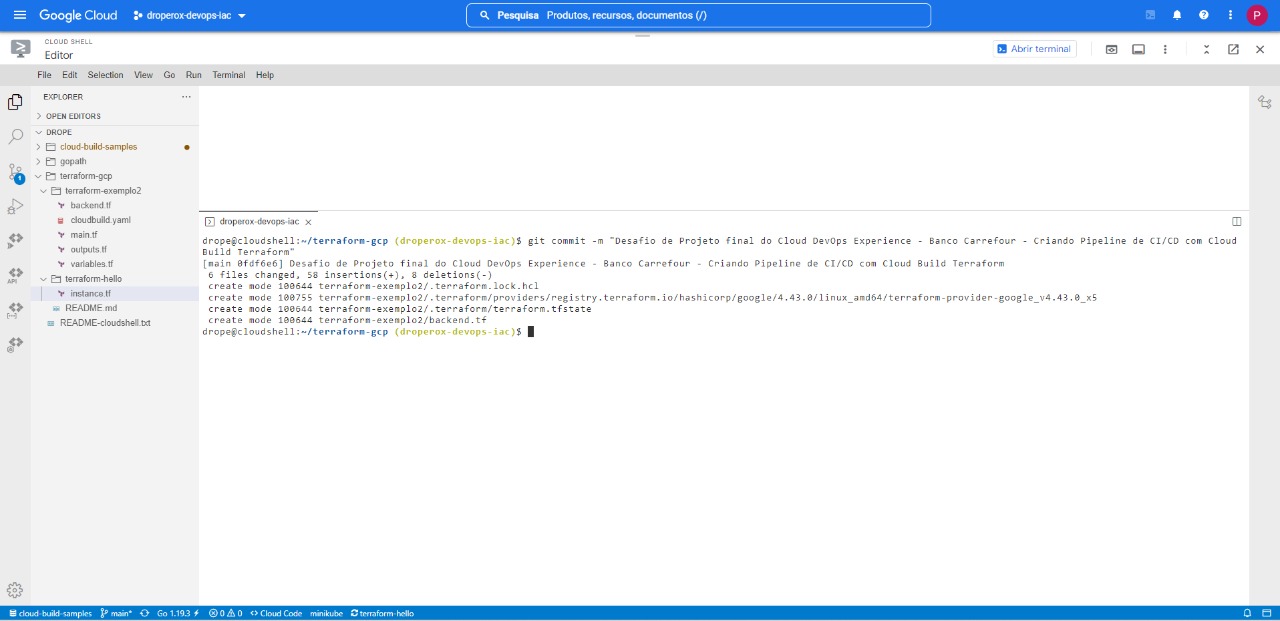 Google Cloud droperox-devops-iac Pesquisa Produtos, recursos, documentos (/) P
CLOUD SHELL
Editor
Abrir terminal
File Edit Selection View Go Run Terminal Help
EXPLORER
OPEN EDITORS
DROPE
cloud-build-samples
gopath
terraform-gcp
terraform-exemplo2
backend.tf
cloudbuild.yaml
main.tf
outputs.tf
variables.tf
terraform-hello
instance.tf
README.md
README-cloudshell.txt
1
API
droperox-devops-iac
drope@cloudshell:~/terraform-gcp (droperox-devops-iac)$ git commit -m "Desafio de Projeto final do Cloud DevOps Experience - Banco Carrefour - Criando Pipeline de CI/CD com Cloud
Build Terraform"
[main 0fdf6e6] Desafio de Projeto final do Cloud DevOps Experience - Banco Carrefour - Criando Pipeline de CI/CD com Cloud Build Terraform
6 files changed, 58 insertions(+), 8 deletions(-)
create mode 100644 terraform-exemplo2/.terraform.lock.hcl
create mode 100755 terraform-exemplo2/.terraform/providers/registry.terraform.io/hashicorp/google/4.43.0/linux_amd64/terraform-provider-google_v4.43.0_x5
create mode 100644 terraform-exemplo2/.terraform/terraform.tfstate
create mode 100644 terraform-exemplo2/backend.tf
drope@cloudshell:~/terraform-gcp (droperox-devops-iac)$
cloud-build-samples main* Go 1.19.3 0 0 Cloud Code minikube terraform-hello